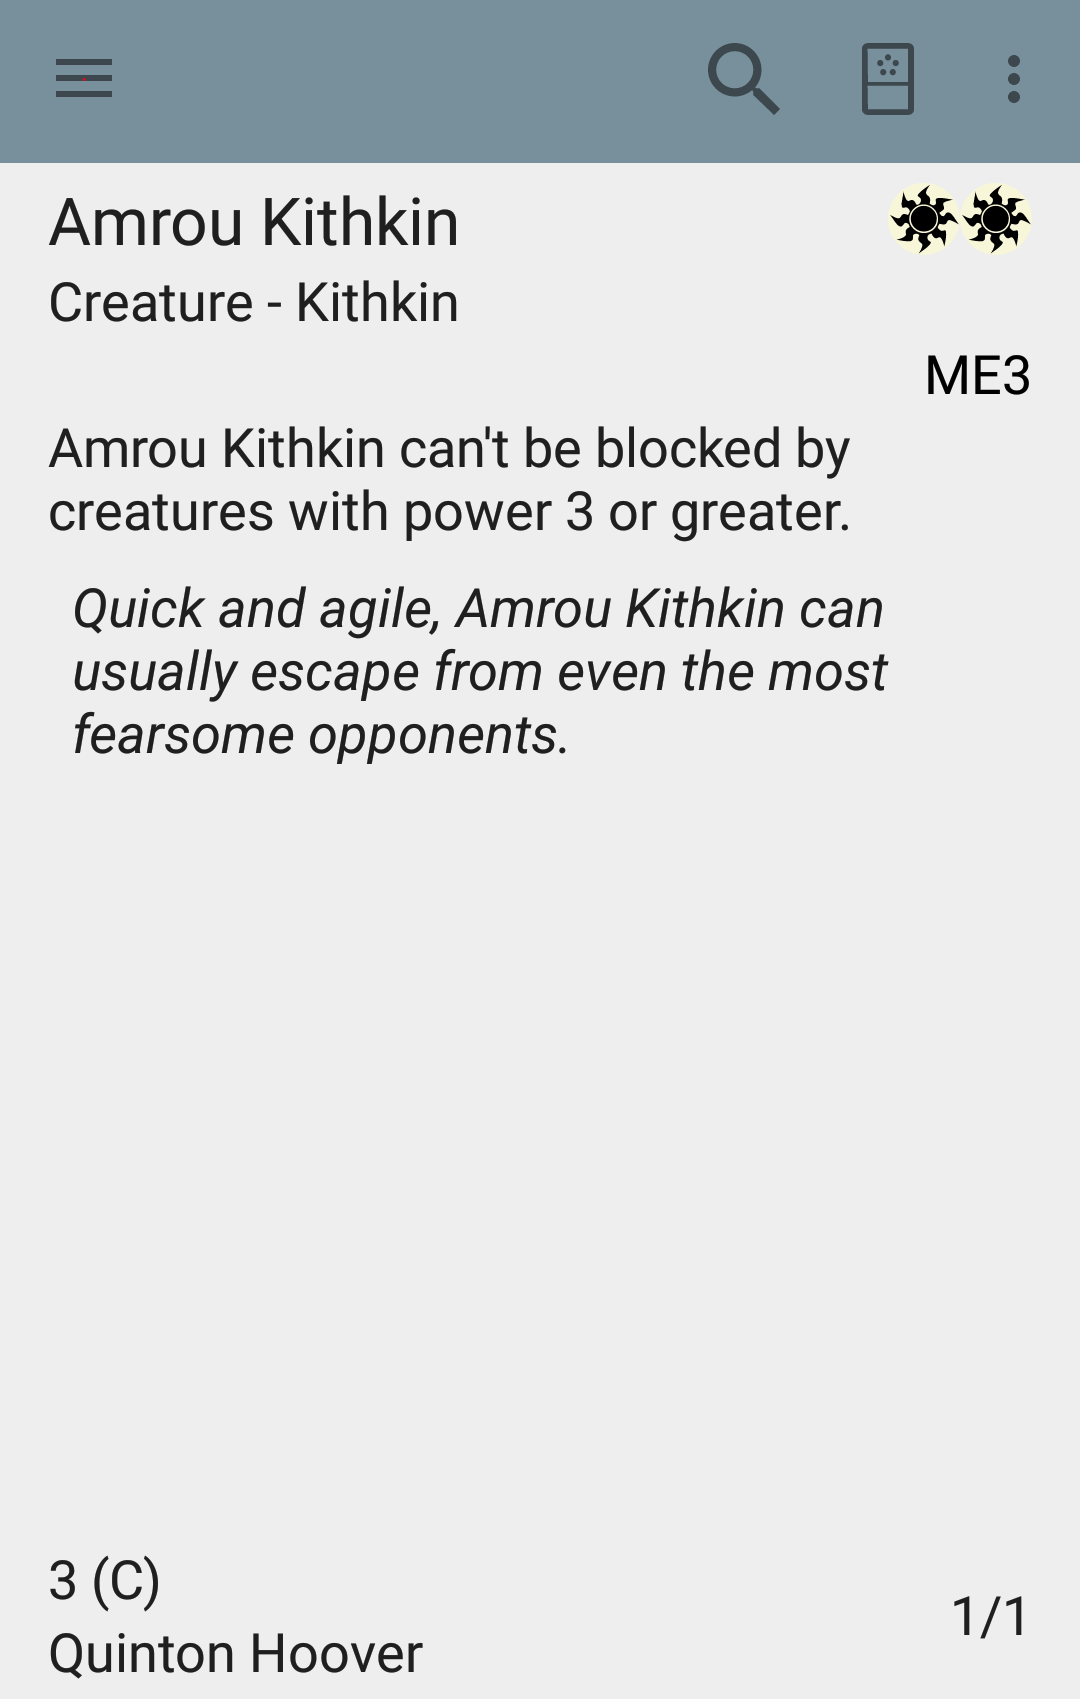 Amrou Kithkin
Creature - Kithkin
ME3
Amrou Kithkin can't be blocked by
creatures with power 3 or greater.
Quick and agile, Amrou Kithkin can
usually escape from even the most
fearsome opponents.
3 (C)
1/1
Quinton Hoover